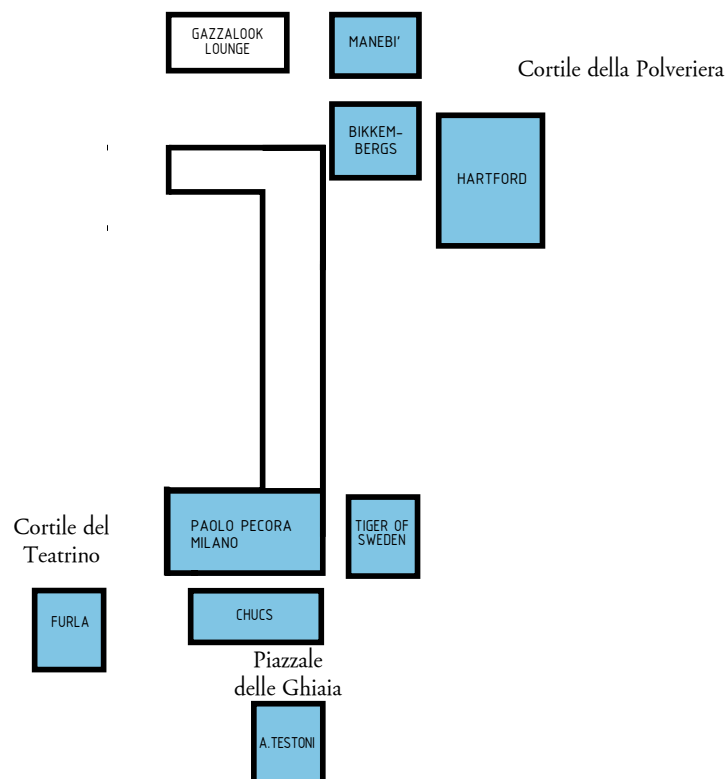 GAZZALOOK
LOUNGE
MANEBI’
Cortile della Polveriera
BIKKEM-
BERGS
HARTFORD
Cortile del
Teatrino
PAOLO PECORA
MILANO
TIGER OF
SWEDEN
FURLA
CHUCS
Piazzale
delle Ghiaia
A.TESTONI